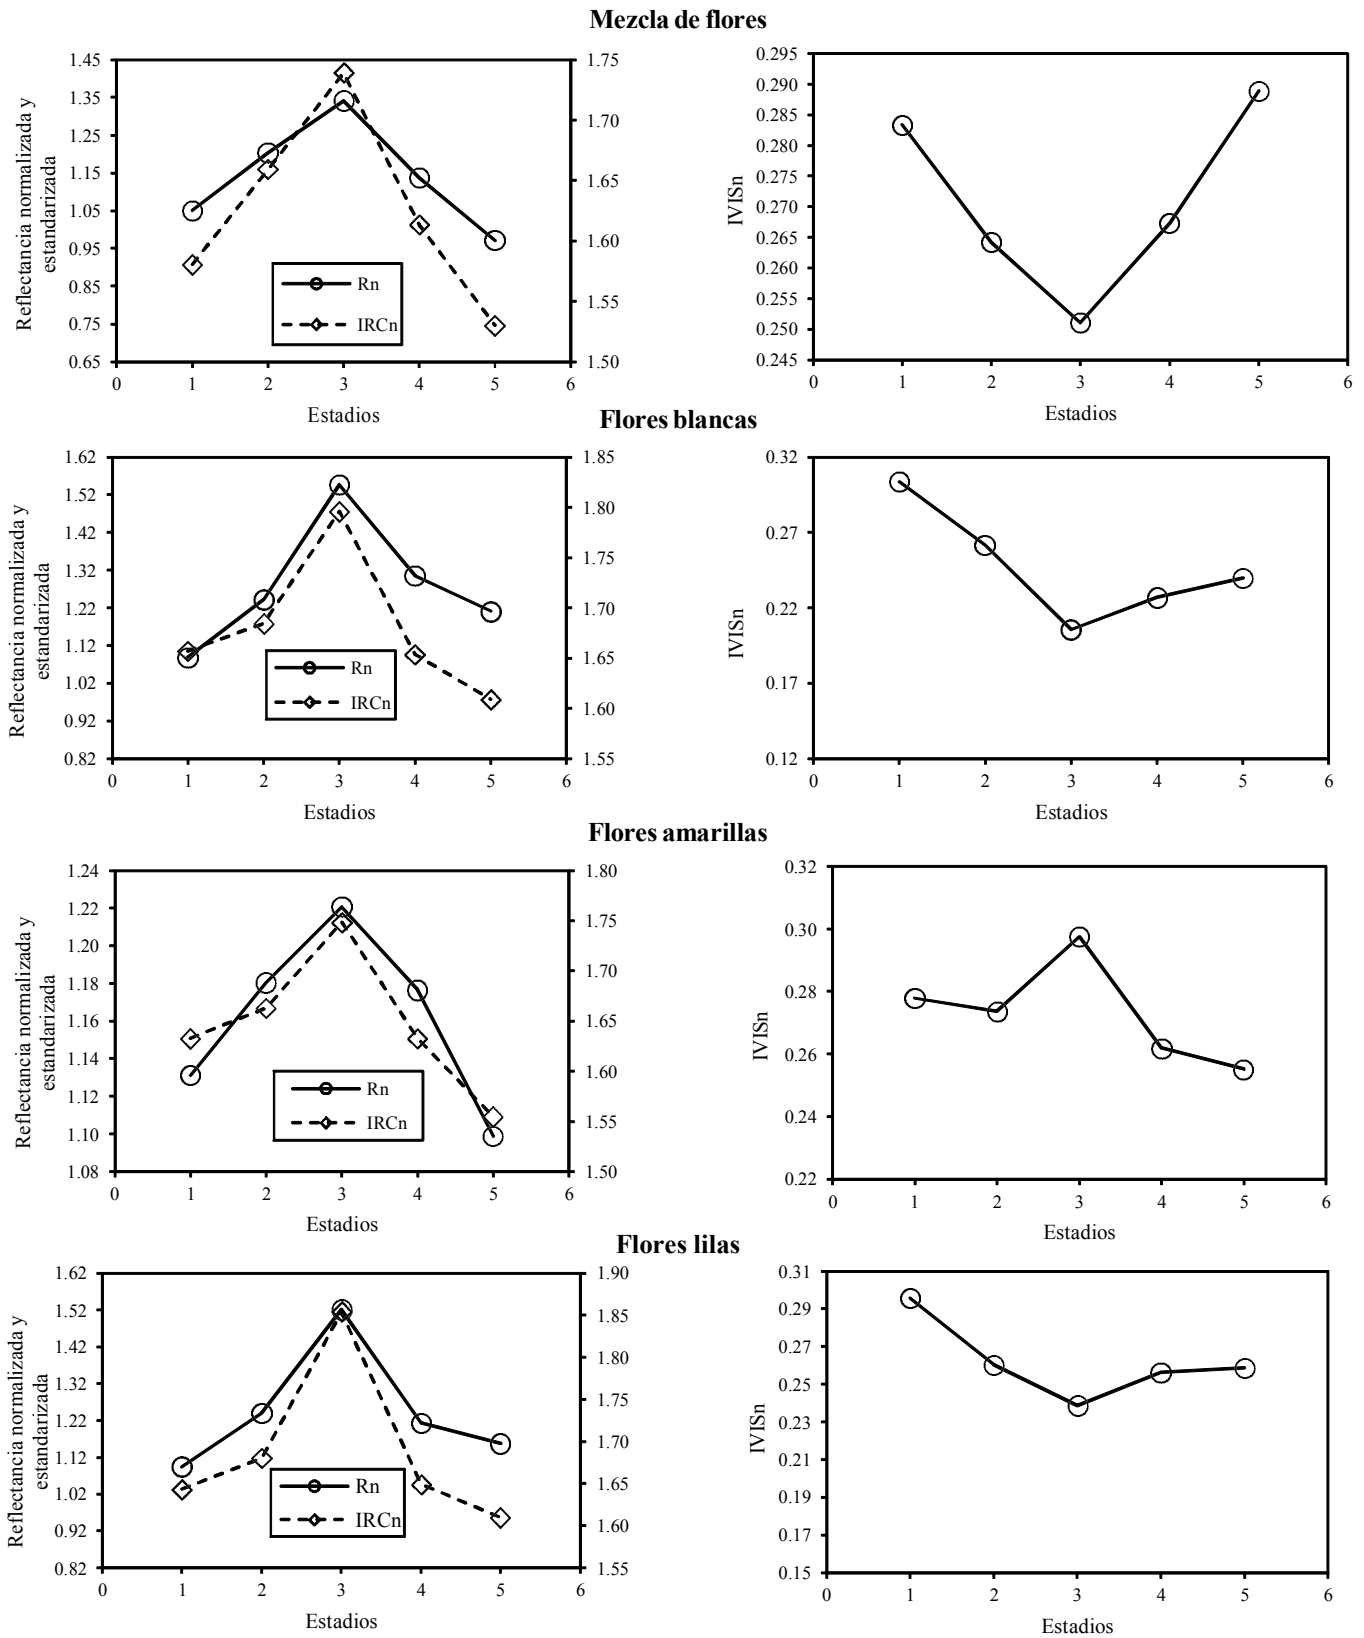 Mezcla de flores
Reflectancia normalizada y
estandarizada
1.45
1.35
1.25
1.15
1.05
0.95
0.85
0.75
0.65
1.75
1.70
1.65
1.60
1.55
1.50
Rn
IRCn
0 1 2 3 4 5 6
Estadios
IVISn
0.295
0.290
0.285
0.280
0.275
0.270
0.265
0.260
0.255
0.250
0.245
0 1 2 3 4 5 6
Estadios
Flores blancas
Reflectancia normalizada y
estandarizada
1.62
1.52
1.42
1.32
1.22
1.12
1.02
0.92
0.82
1.85
1.80
1.75
1.70
1.65
1.60
1.55
Rn
IRCn
0 1 2 3 4 5 6
Estadios
IVISn
0.32
0.27
0.22
0.17
0.12
0 1 2 3 4 5 6
Estadios
Flores amarillas
Reflectancia normalizada y
estandarizada
1.24
1.22
1.20
1.18
1.16
1.14
1.12
1.10
1.08
1.80
1.75
1.70
1.65
1.60
1.55
1.50
Rn
IRCn
0 1 2 3 4 5 6
Estadios
IVISn
0.32
0.30
0.28
0.26
0.24
0.22
0 1 2 3 4 5 6
Estadios
Flores lilas
Reflectancia normalizada y
estandarizada
1.62
1.52
1.42
1.32
1.22
1.12
1.02
0.92
0.82
1.90
1.85
1.80
1.75
1.70
1.65
1.60
1.55
Rn
IRCn
0 1 2 3 4 5 6
Estadios
IVISn
0.31
0.29
0.27
0.25
0.23
0.21
0.19
0.17
0.15
0 1 2 3 4 5 6
Estadios